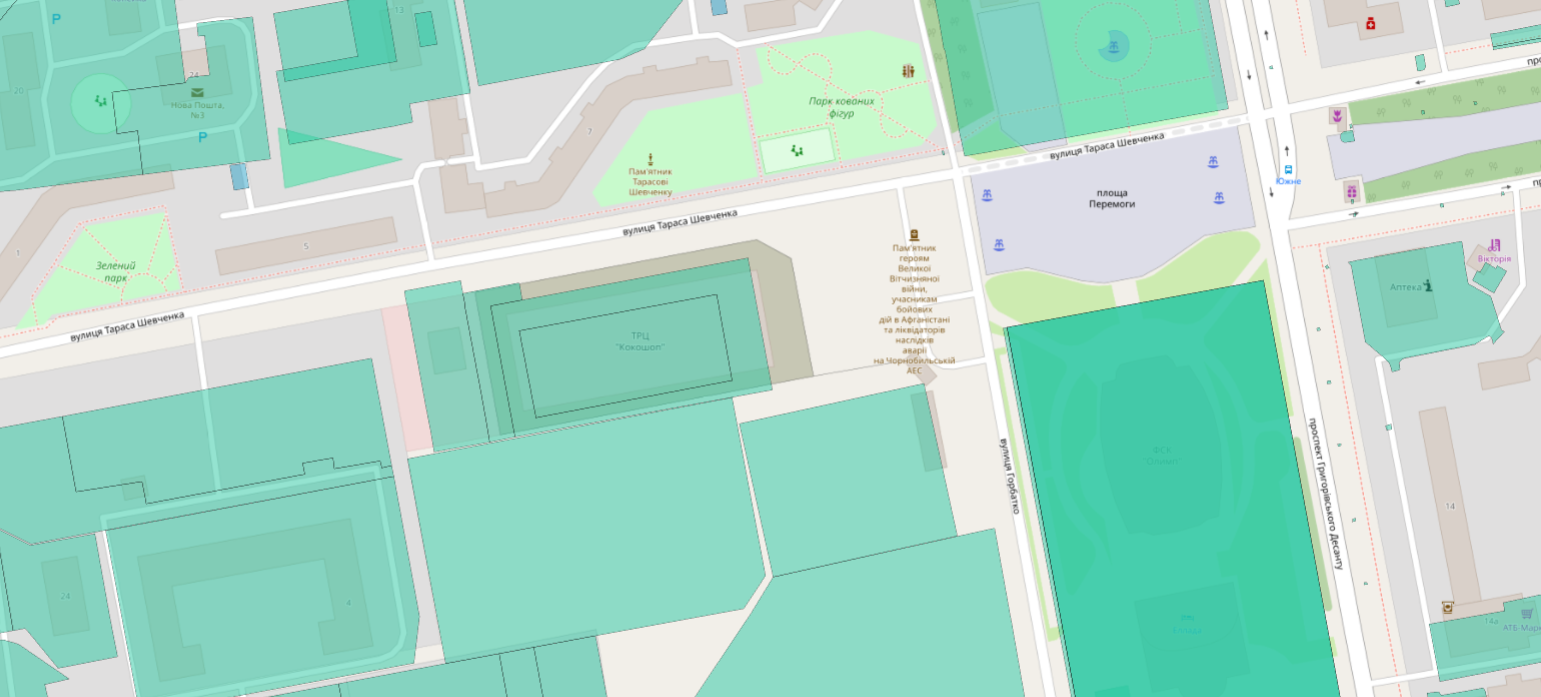 P
13
24
20
Нова Пошта,
№3
P
7
Парк кованих
фігур
Пам'ятник
Тарасові
Шевченку
вулиця Тараса Шевченка
площа
Перемоги
Южне
вулиця Тараса Шевченка
1
5
Зелений
парк
вулиця Тараса Шевченка
Пам'ятник
героям
Великої
Вітчизняної
війни,
учасникам
бойових
дій в Афганістані
та ліквідаторів
наслідків
аварії
на Чорнобильській
АЕС
ТРЦ
"Кокошоп"
Вікторія
Аптека
вулиця Горбатко
ФСК
"Олімп"
проспект Григорівського Десанту
14
24
4
14а
АТБ-Марк